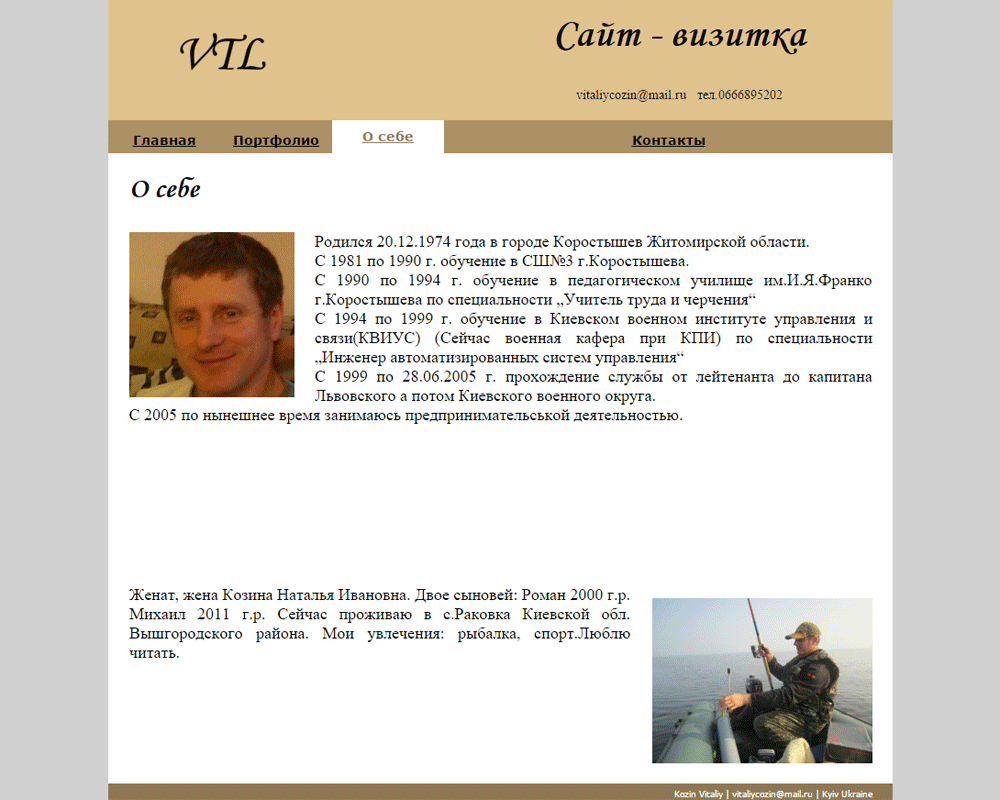 VTL
Сайт - визитка
vitaliycozin@mail.ru тел.0666895202
Главная Портфолио О себе Контакты
О себе
Родился 20.12.1974 года в городе Коростышев Житомирской области.
С 1981 по 1990 г. обучение в СШ№3 г.Коростышева.
С 1990 по 1994 г. обучение в педагогическом училище им.И.Я.Франко
г.Коростышева по специальности „Учитель труда и черчения“
С 1994 по 1999 г. обучение в Киевском военном институте управления и
связи(КВИУС) (Сейчас военная кафера при КПИ) по специальности
„Инженер автоматизированных систем управления“
С 1999 по 28.06.2005 г. прохождение службы от лейтенанта до капитана
Львовского а потом Киевского военного округа.
С 2005 по нынешнее время занимаюсь предпринимательськой деятельностью.
Женат, жена Козина Наталья Ивановна. Двое сыновей: Роман 2000 г.р.
Михаил 2011 г.р. Сейчас проживаю в с.Раковка Киевской обл.
Вышгородского района. Мои увлечения: рыбалка, спорт.Люблю
читать.
Kozin Vitaliy | vitaliycozin@mail.ru | Kyiv Ukraine